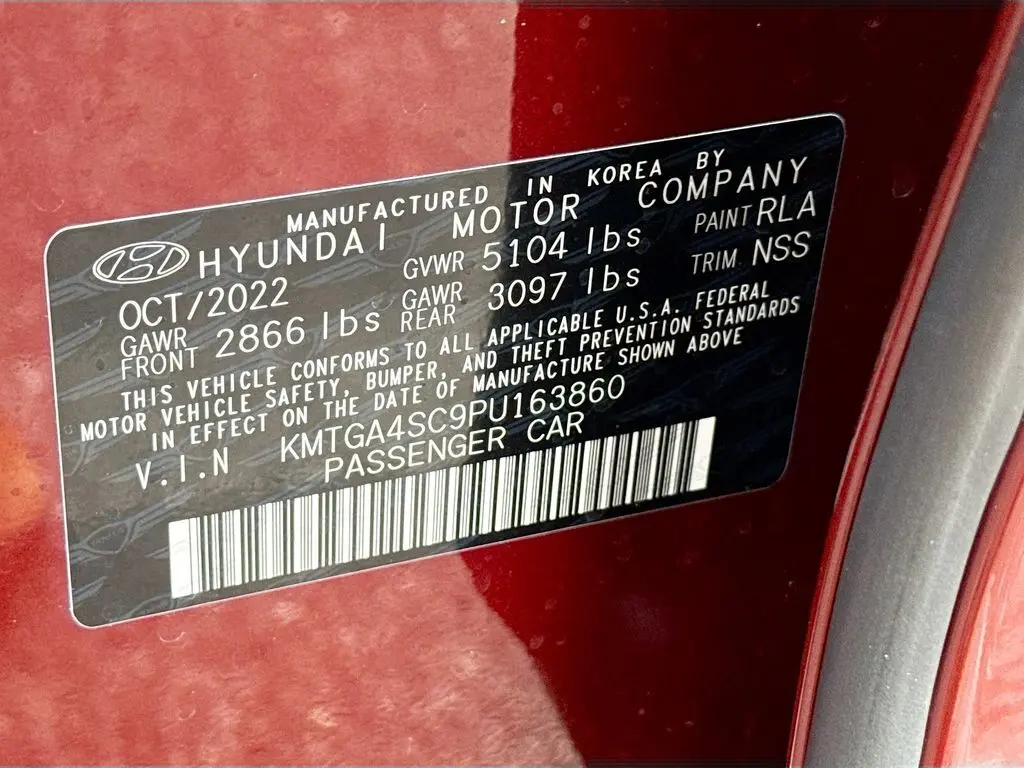 MANUFACTURED IN KOREA BY
HYUNDAI MOTOR COMPANY
OCT/2022 GVWR 5104 lbs PAINT RLA
GAWR FRONT 2866 lbs GAWR REAR 3097 lbs TRIM NSS
THIS VEHICLE CONFORMS TO ALL APPLICABLE U.S.A. FEDERAL
MOTOR VEHICLE SAFETY, BUMPER, AND THEFT PREVENTION STANDARDS
IN EFFECT ON THE DATE OF MANUFACTURE SHOWN ABOVE
V.I.N KMTGA4SC9PU163860
PASSENGER CAR